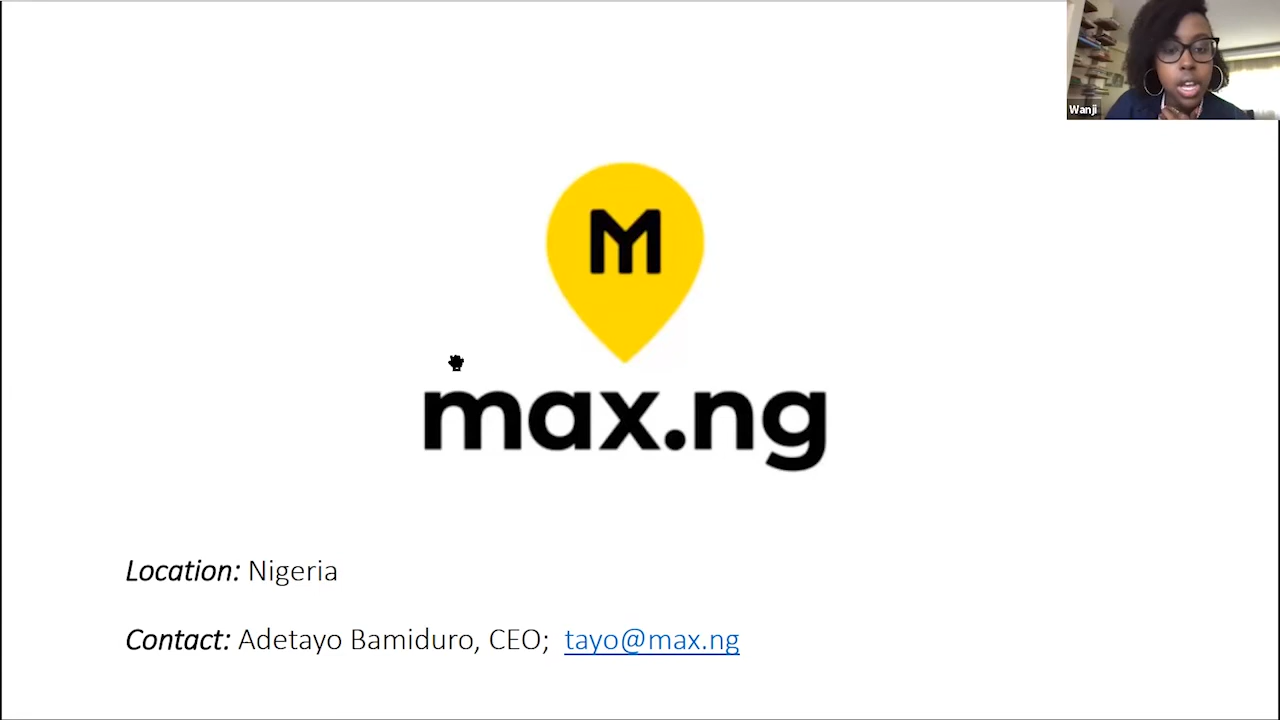 Wanji
M
max.ng
Location: Nigeria
Contact: Adetayo Bamiduro, CEO; tayo@max.ng